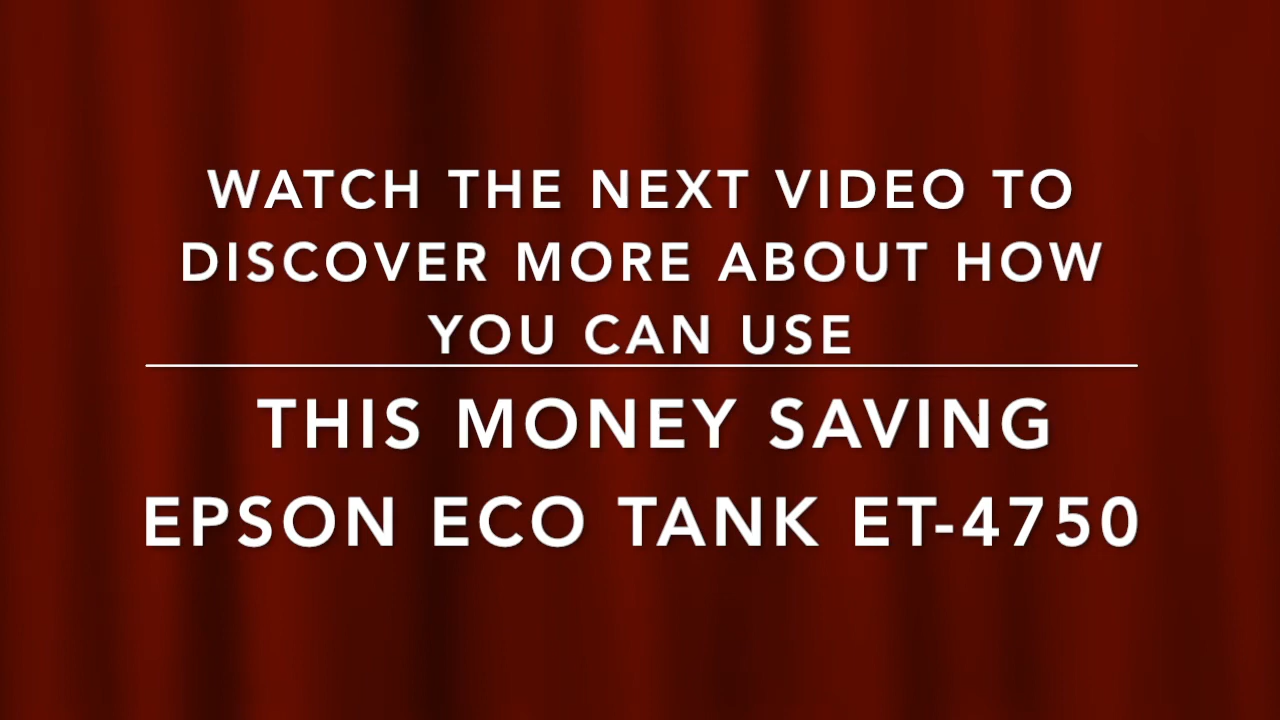 WATCH THE NEXT VIDEO TO
DISCOVER MORE ABOUT HOW
YOU CAN USE
THIS MONEY SAVING
EPSON ECO TANK ET-4750